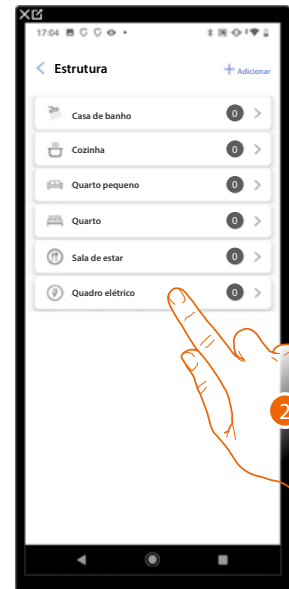 17:04
Estrutura
Adicionar
Casa de banho 0
Cozinha 0
Quarto pequeno 0
Quarto 0
Sala de estar 0
Quadro elétrico 0
2